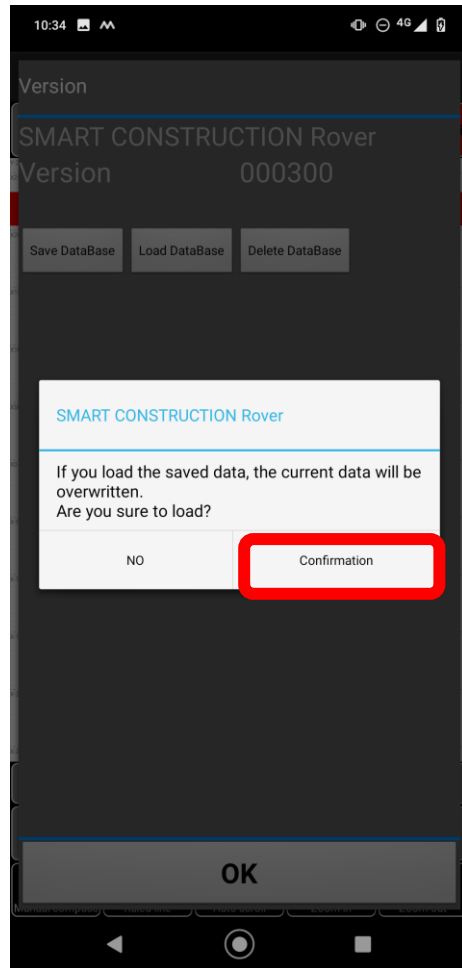 10:34
4G
Version
SMART CONSTRUCTION Rover
Version 000300
Save DataBase Load DataBase Delete DataBase
SMART CONSTRUCTION Rover
If you load the saved data, the current data will be
overwritten.
Are you sure to load?
NO Confirmation
OK